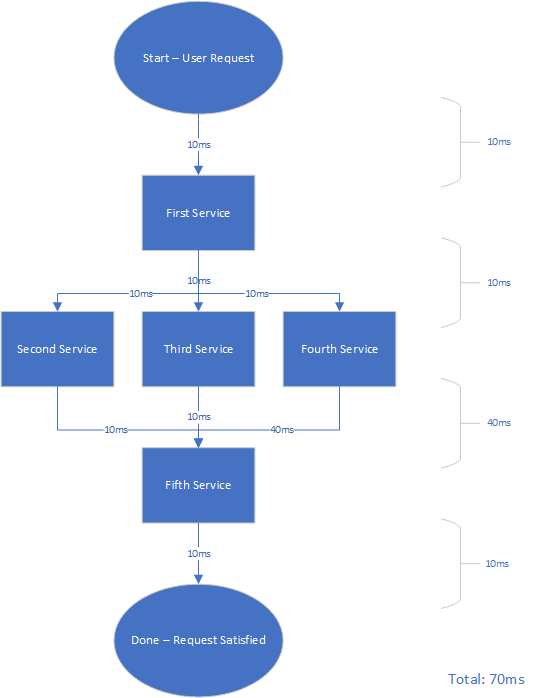 Start – User Request
10ms
10ms
First Service
10ms
10ms
10ms
10ms
Second Service
Third Service
Fourth Service
10ms
10ms
40ms
40ms
Fifth Service
10ms
10ms
Done – Request Satisfied
Total: 70ms